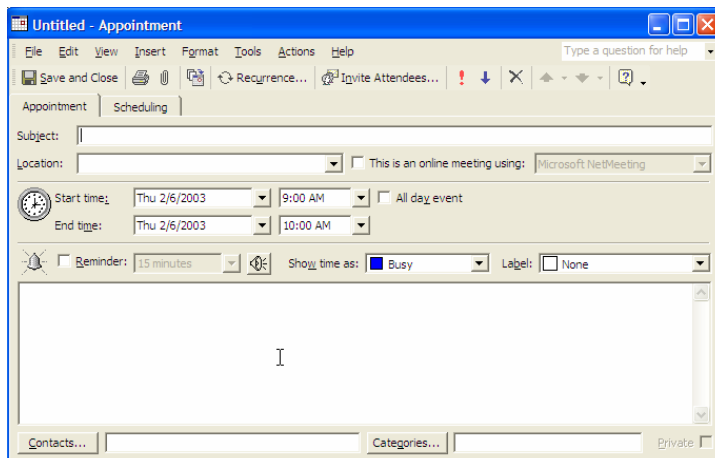 Untitled - Appointment
File Edit View Insert Format Tools Actions Help Type a question for help
Save and Close Recurrence... Invite Attendees...
Appointment Scheduling
Subject:
Location: This is an online meeting using: Microsoft NetMeeting
Start time: Thu 2/6/2003 9:00 AM All day event
End time: Thu 2/6/2003 10:00 AM
Reminder: 15 minutes Show time as: Busy Label: None
Contacts... Categories... Private